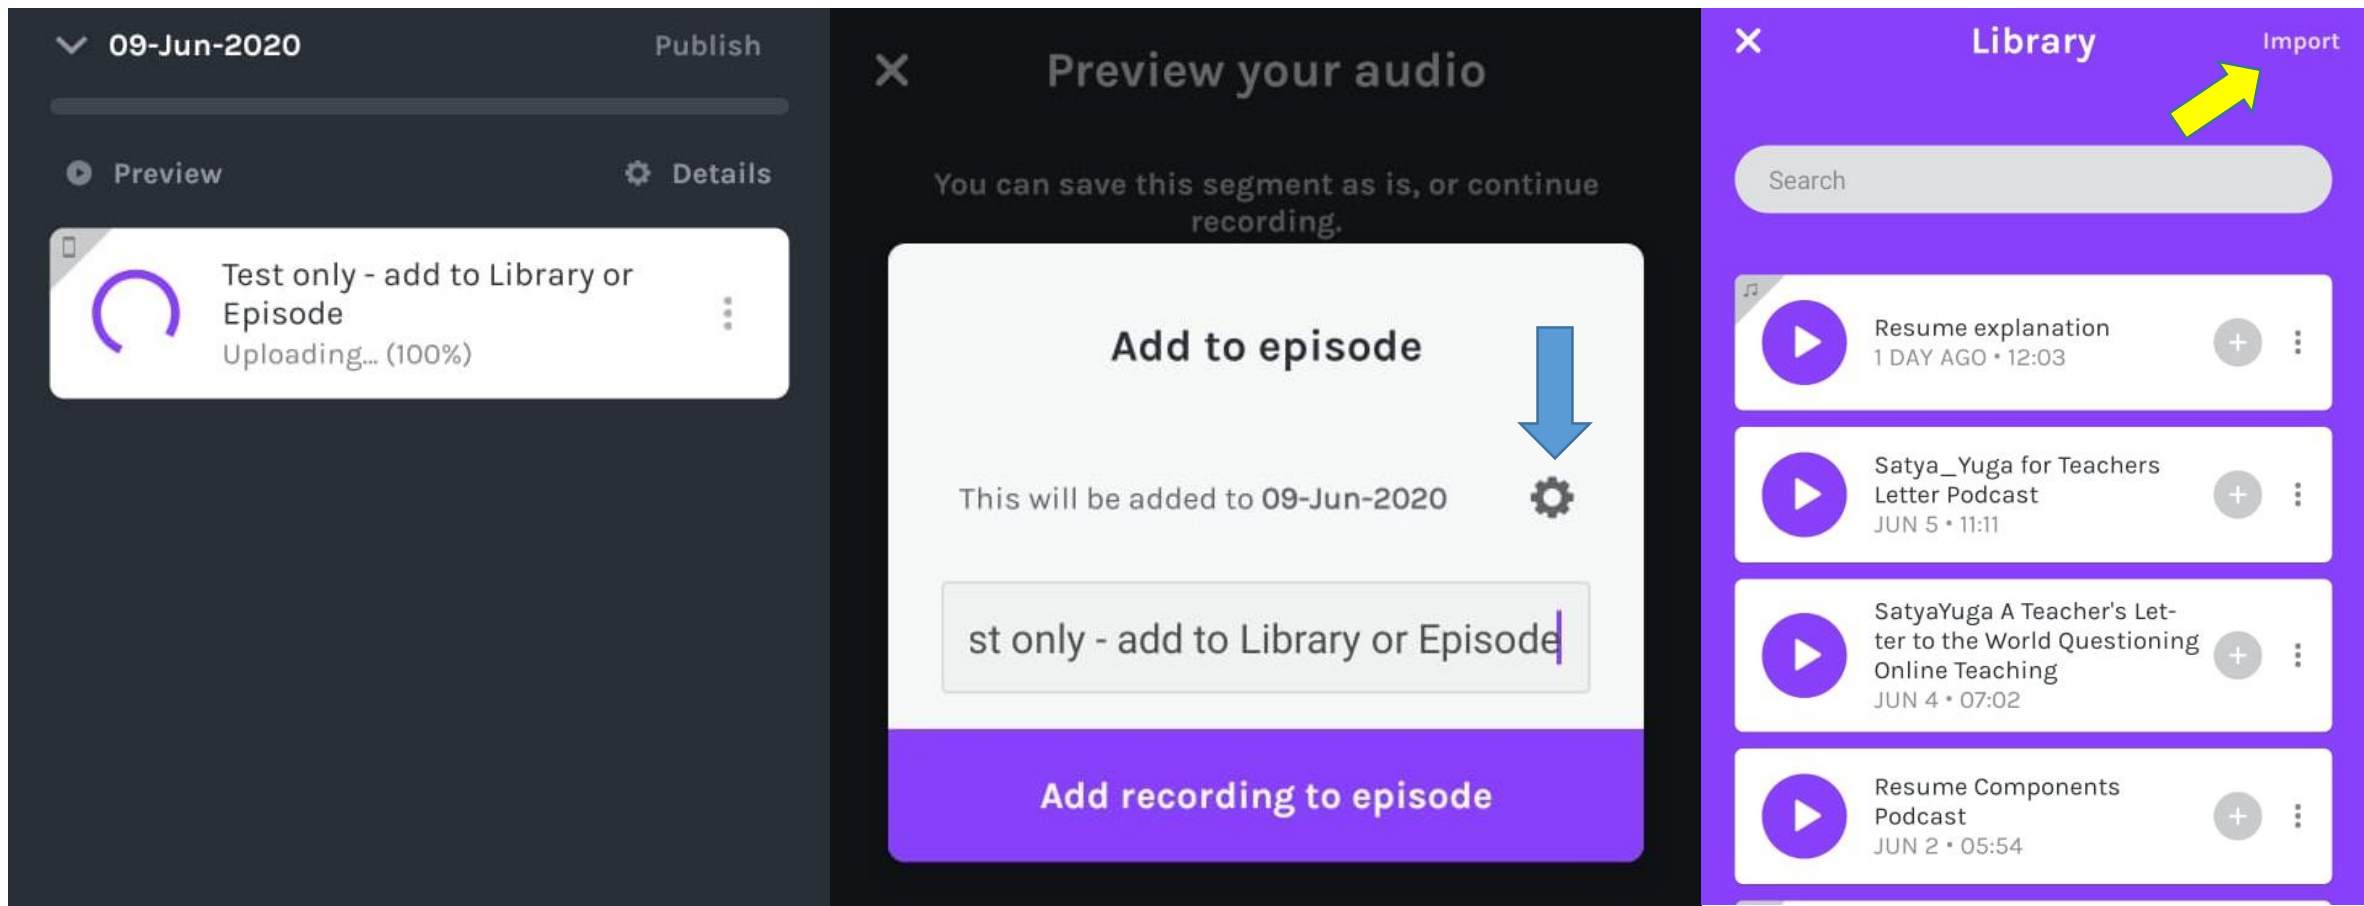 09-Jun-2020
Publish
Preview
Details
Test only - add to Library or
Episode
Uploading... (100%)
Preview your audio
You can save this segment as is, or continue
recording.
Add to episode
This will be added to 09-Jun-2020
st only - add to Library or Episode
Add recording to episode
Library
Import
Search
Resume explanation
1 DAY AGO • 12:03
Satya_Yuga for Teachers
Letter Podcast
JUN 5 • 11:11
SatyaYuga A Teacher's Let-
ter to the World Questioning
Online Teaching
JUN 4 • 07:02
Resume Components
Podcast
JUN 2 • 05:54